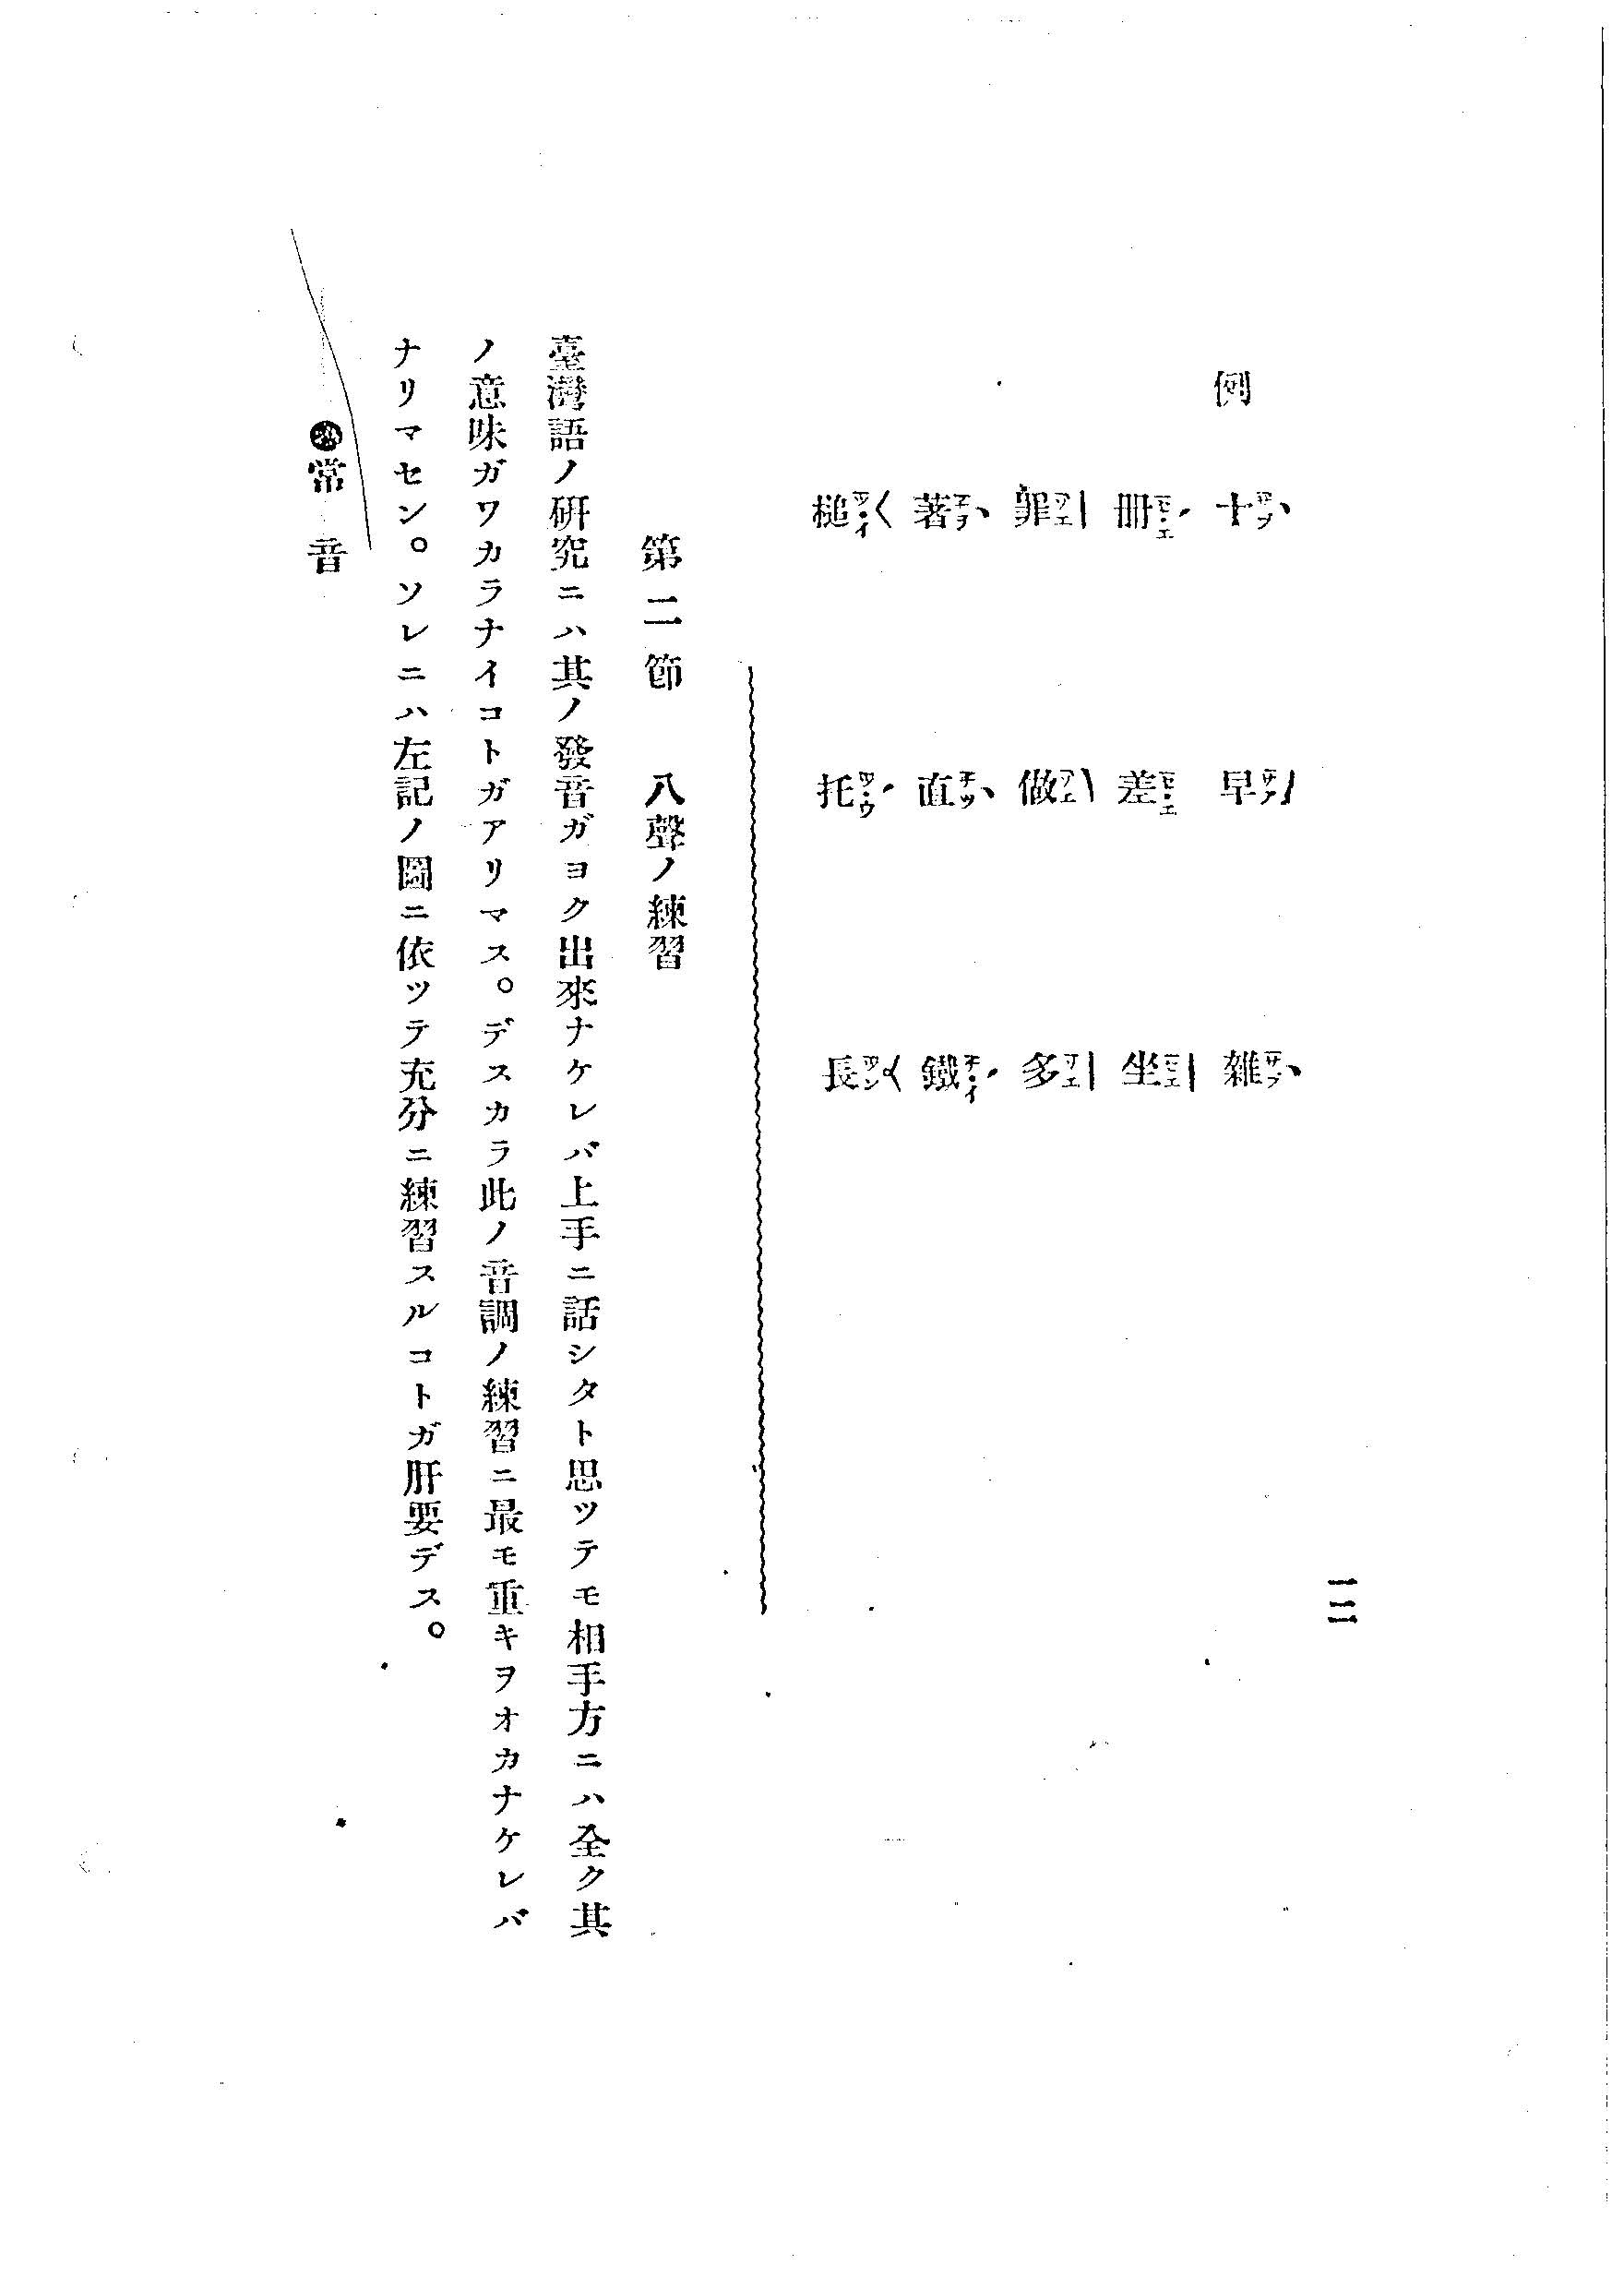 一二
例
十 早 雜
冊 差 坐
罪 做 多
著 直 鐵
槌 托 長
第二節 八聲ノ練習
臺灣語ノ硏究ニハ其ノ發音ガヨク出來ナケレバ上手ニ話シタト思ツテモ相手方ニハ全ク其
ノ意味ガワカラナイコトガアリマス。デスカラ此ノ音調ノ練習ニ最モ重キヲオカナケレバ
ナリマセン。ソレニハ左記ノ圖ニ依ツテ充分ニ練習スルコトガ肝要デス。
常音